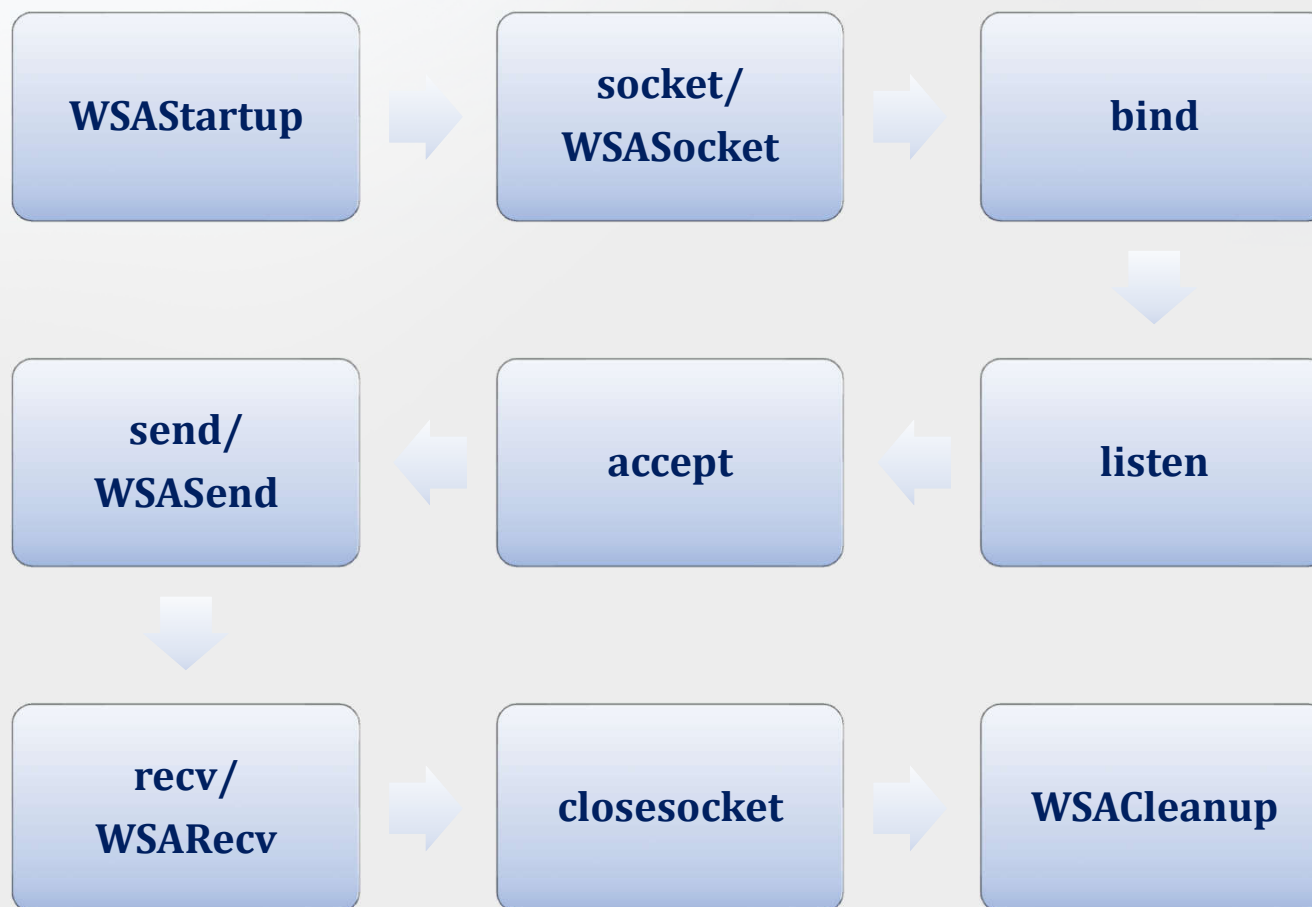 WSAStartup
socket/
WSASocket
bind
listen
accept
send/
WSASend
recv/
WSARecv
closesocket
WSACleanup